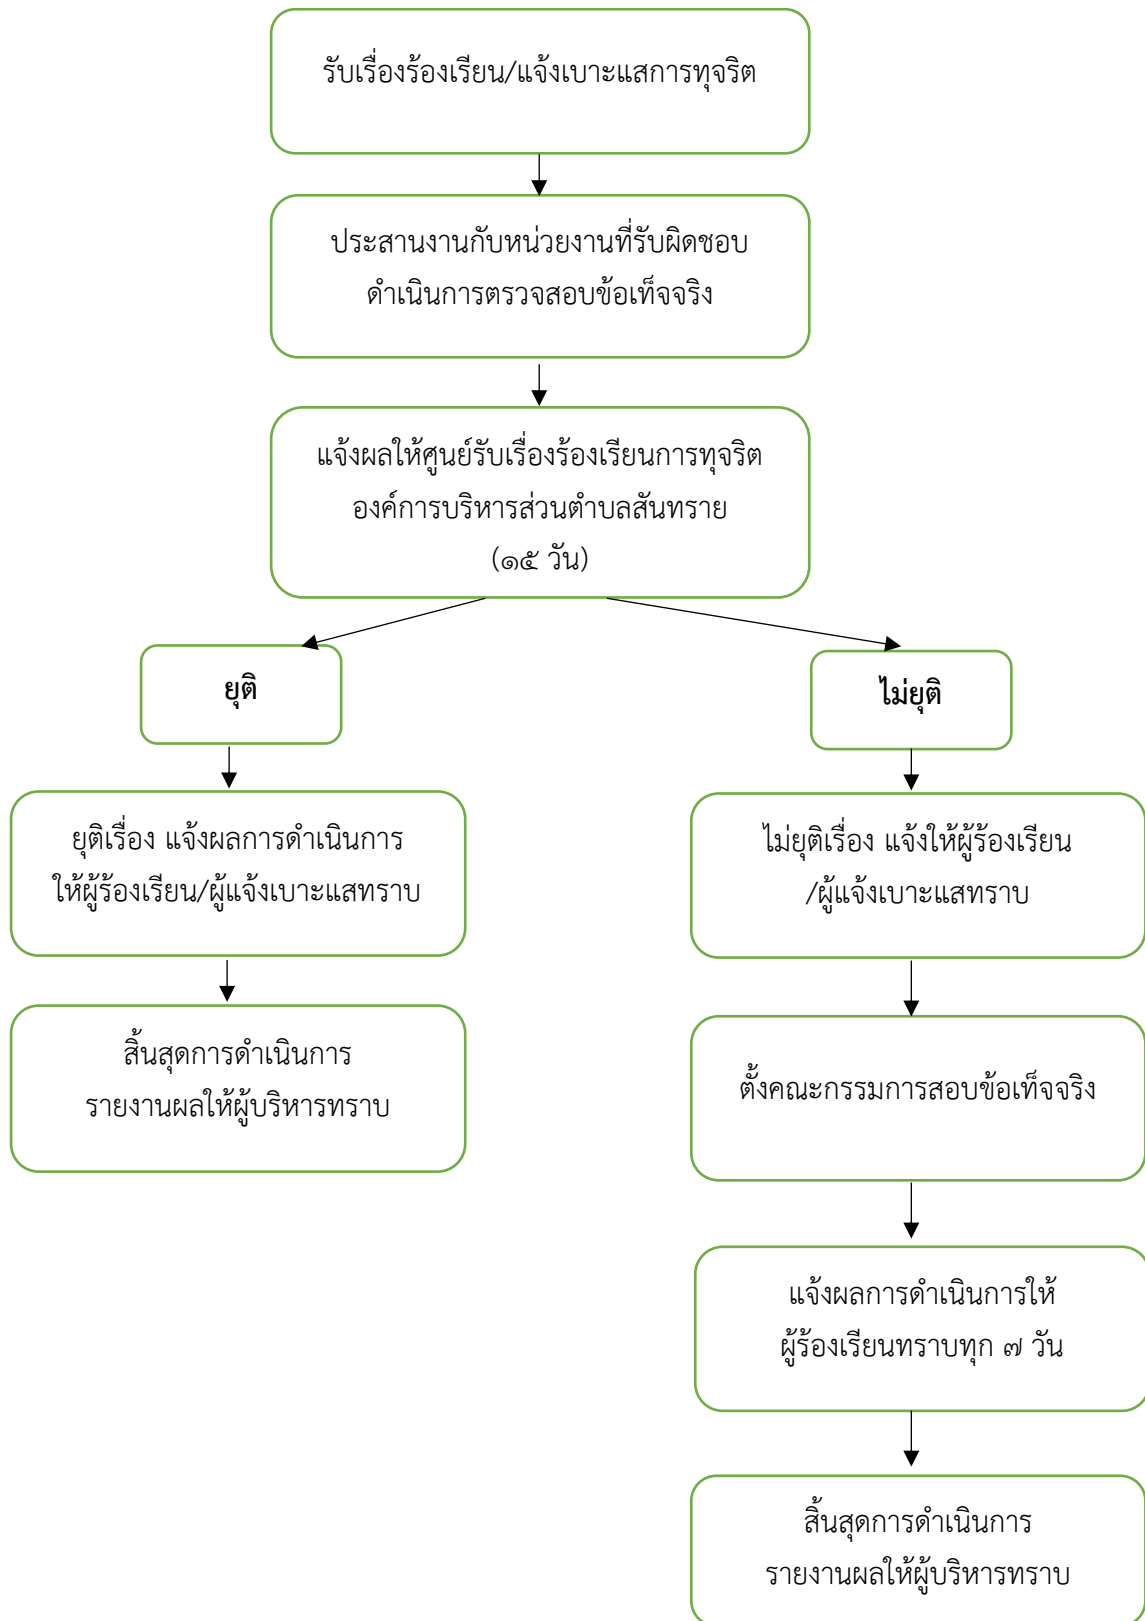 รับเรื่องร้องเรียน/แจ้งเบาะแสการทุจริต
ประสานงานกับหน่วยงานที่รับผิดชอบ
ดำเนินการตรวจสอบข้อเท็จจริง
แจ้งผลให้ศูนย์รับเรื่องร้องเรียนการทุจริต
องค์การบริหารส่วนตำบลสันทราย
(๑๕ วัน)
ยุติ
ยุติเรื่อง แจ้งผลการดำเนินการ
ให้ผู้ร้องเรียน/ผู้แจ้งเบาะแสทราบ
สิ้นสุดการดำเนินการ
รายงานผลให้ผู้บริหารทราบ
ไม่ยุติ
ไม่ยุติเรื่อง แจ้งให้ผู้ร้องเรียน
/ผู้แจ้งเบาะแสทราบ
ตั้งคณะกรรมการสอบข้อเท็จจริง
แจ้งผลการดำเนินการให้
ผู้ร้องเรียนทราบทุก ๗ วัน
สิ้นสุดการดำเนินการ
รายงานผลให้ผู้บริหารทราบ